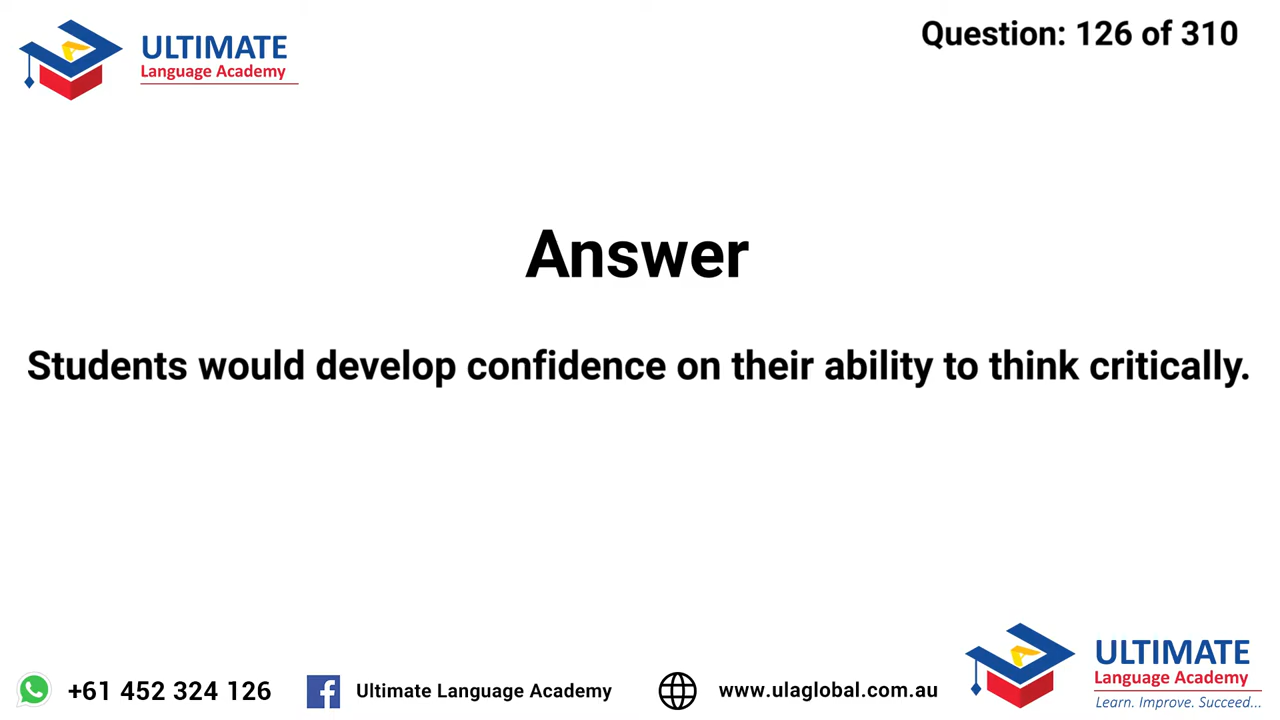 ULTIMATE
Language Academy
Question: 126 of 310
Answer
Students would develop confidence on their ability to think critically.
+61 452 324 126
Ultimate Language Academy
www.ulaglobal.com.au
ULTIMATE
Language Academy
Learn. Improve. Succeed...